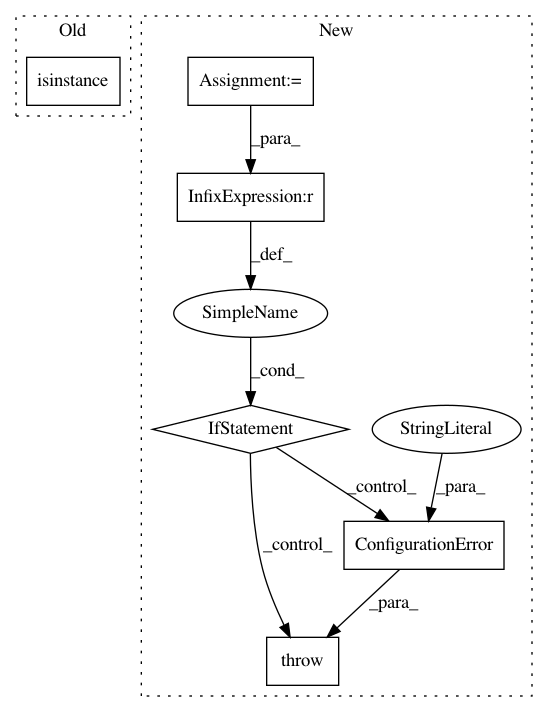 Old
New
isinstance
Assignment:=
_para_
InfixExpression:r
_def_
SimpleName
_cond_
IfStatement
StringLiteral
_control_
_para_
ConfigurationError
_control_
_para_
throw